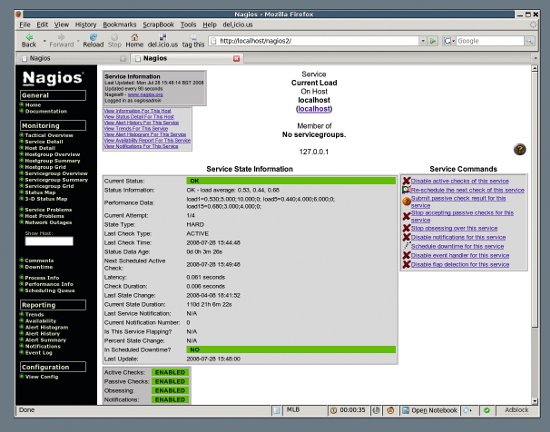 Nagios - Mozilla Firefox
File Edit View History Bookmarks ScrapBook Tools del.icio.us Help
Back Forward Reload Stop Home del.icio.us tag this http://localhost/nagios2/ Google
Nagios Nagios
Nagios
General
Home
Documentation
Monitoring
Tactical Overview
Service Detail
Host Detail
Hostgroup Overview
Hostgroup Summary
Hostgroup Grid
Servicegroup Overview
Servicegroup Summary
Servicegroup Grid
Status Map
3-D Status Map
Service Problems
Host Problems
Network Outages
Show Host:
Comments
Downtime
Process Info
Performance Info
Scheduling Queue
Reporting
Trends
Availability
Alert Histogram
Alert History
Alert Summary
Notifications
Event Log
Configuration
View Config
Service Information
Last Updated: Mon Jul 28 15:48:14 BST 2008
Updated every 90 seconds
Nagios® - www.nagios.org
Logged in as nagiosadmin
View Information For This Host
View Status Detail For This Host
View Alert History For This Service
View Trends For This Service
View Alert Histogram For This Service
View Availability Report For This Service
View Notifications For This Service
Service
Current Load
On Host
localhost
(localhost)
Member of
No servicegroups.
127.0.0.1
Service State Information
Current Status: OK
Status Information: OK - load average: 0.53, 0.44, 0.68
Performance Data: load1=0.530;5.000;10.000;0; load5=0.440;4.000;6.000;0;
load15=0.680;3.000;4.000;0;
Current Attempt: 1/4
State Type: HARD
Last Check Type: ACTIVE
Last Check Time: 2008-07-28 15:44:48
Status Data Age: 0d 0h 3m 26s
Next Scheduled Active
Check: 2008-07-28 15:49:48
Latency: 0.061 seconds
Check Duration: 0.006 seconds
Last State Change: 2008-04-08 18:41:52
Current State Duration: 110d 21h 6m 22s
Last Service Notification: N/A
Current Notification Number: 0
Is This Service Flapping? N/A
Percent State Change: N/A
In Scheduled Downtime? NO
Last Update: 2008-07-28 15:48:00
Active Checks: ENABLED
Passive Checks: ENABLED
Obsessing: ENABLED
Notifications: ENABLED
Service Commands
Disable active checks of this service
Re-schedule the next check of this service
Submit passive check result for this
service
Stop accepting passive checks for this
service
Stop obsessing over this service
Disable notifications for this service
Schedule downtime for this service
Disable event handler for this service
Disable flap detection for this service
Done MLB 00:00:35 Open Notebook Adblock